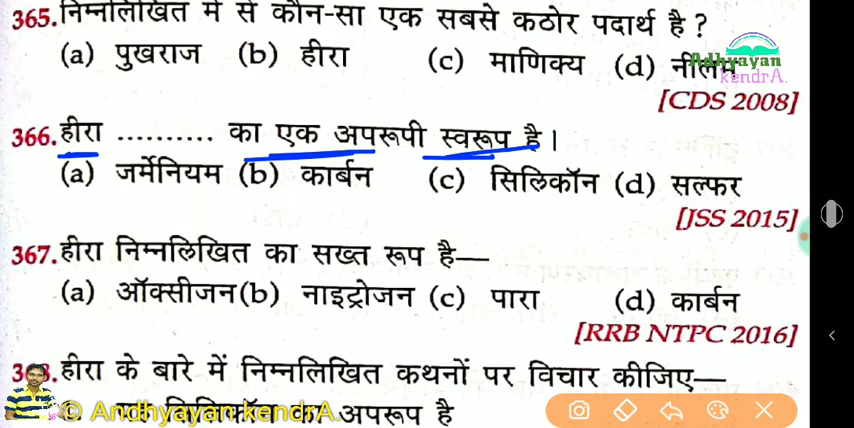 365. निम्नलिखित में से कौन-सा एक सबसे कठोर पदार्थ है ?
(a) पुखराज (b) हीरा (c) माणिक्य (d) नीलम
Adhyayan
kendrA.
[CDS 2008]
366. हीरा .......... का एक अपरूपी स्वरूप है।
(a) जर्मेनियम (b) कार्बन (c) सिलिकॉन (d) सल्फर
[JSS 2015]
367. हीरा निम्नलिखित का सख्त रूप है—
(a) ऑक्सीजन (b) नाइट्रोजन (c) पारा (d) कार्बन
[RRB NTPC 2016]
368. हीरा के बारे में निम्नलिखित कथनों पर विचार कीजिए—
सिलिकॉन का अपरूप है
© Andhyayan kendrA.